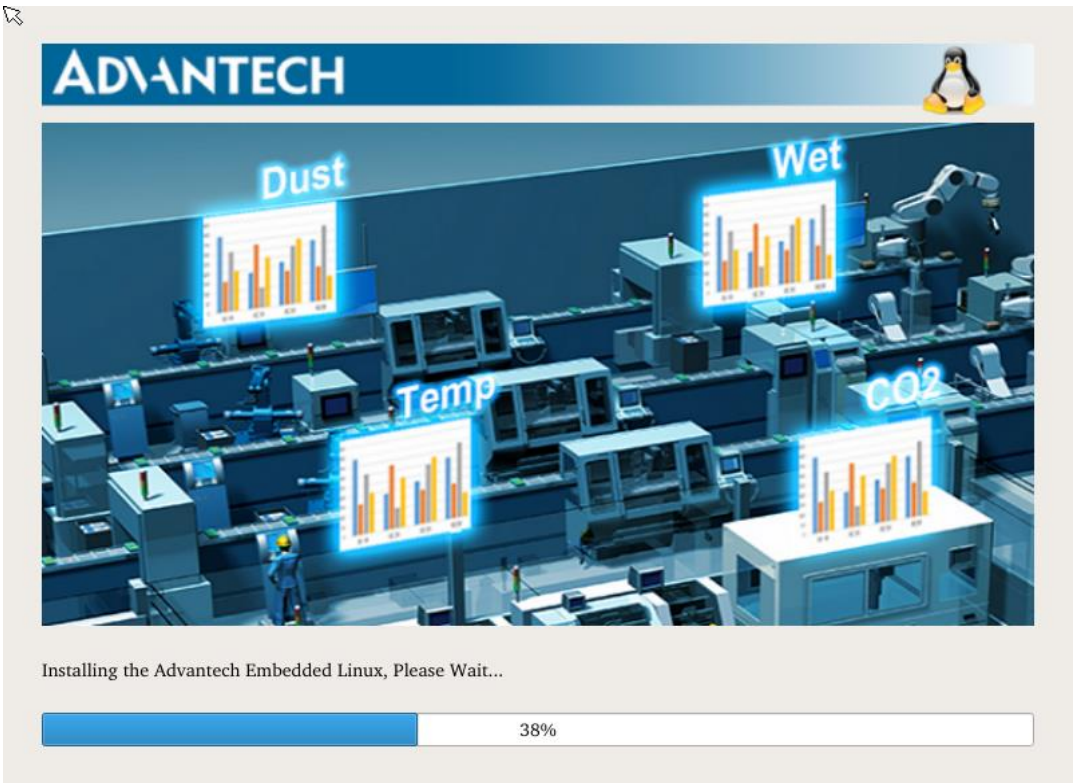 ADVANTECH
Dust
Wet
Temp
CO2
Installing the Advantech Embedded Linux, Please Wait...
38%